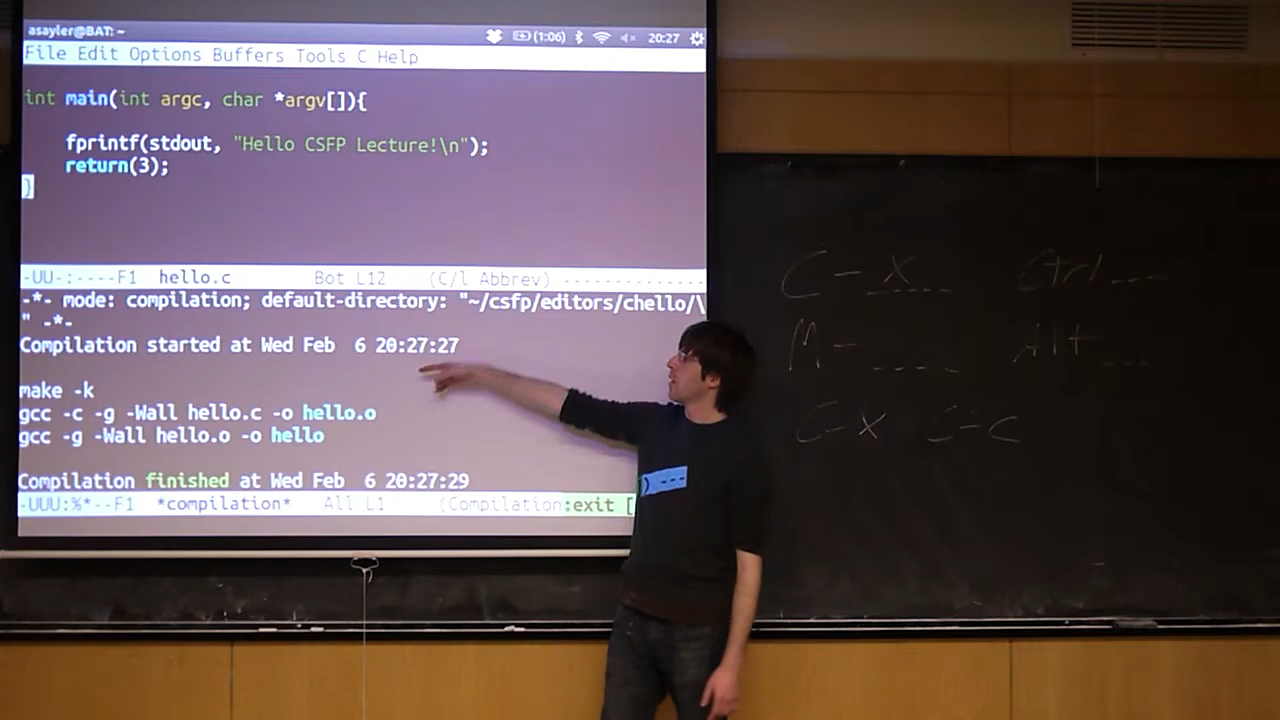 asayler@BAT: ~ (1:06) 20:27
File Edit Options Buffers Tools C Help
int main(int argc, char *argv[]){
fprintf(stdout, "Hello CSFP Lecture!\n");
return(3);
}
-UU-:----F1 hello.c Bot L12 (C/l Abbrev) --------------
-*- mode: compilation; default-directory: "~/csfp/editors/chello/\
" -*-
Compilation started at Wed Feb 6 20:27:27
make -k
gcc -c -g -Wall hello.c -o hello.o
gcc -g -Wall hello.o -o hello
Compilation finished at Wed Feb 6 20:27:29
-UUU:%*--F1 *compilation* All L1 (Compilation:exit [ ) ---
C - x Ctrl
M - Alt
C-x C-c